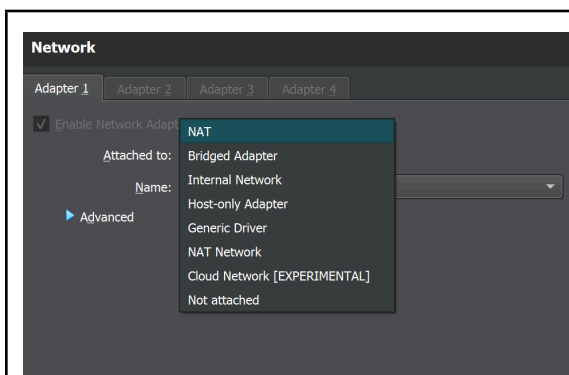 Network
Adapter 1 Adapter 2 Adapter 3 Adapter 4
Enable Network Adapt
NAT
Attached to:
Bridged Adapter
Internal Network
Name:
Host-only Adapter
Advanced
Generic Driver
NAT Network
Cloud Network [EXPERIMENTAL]
Not attached